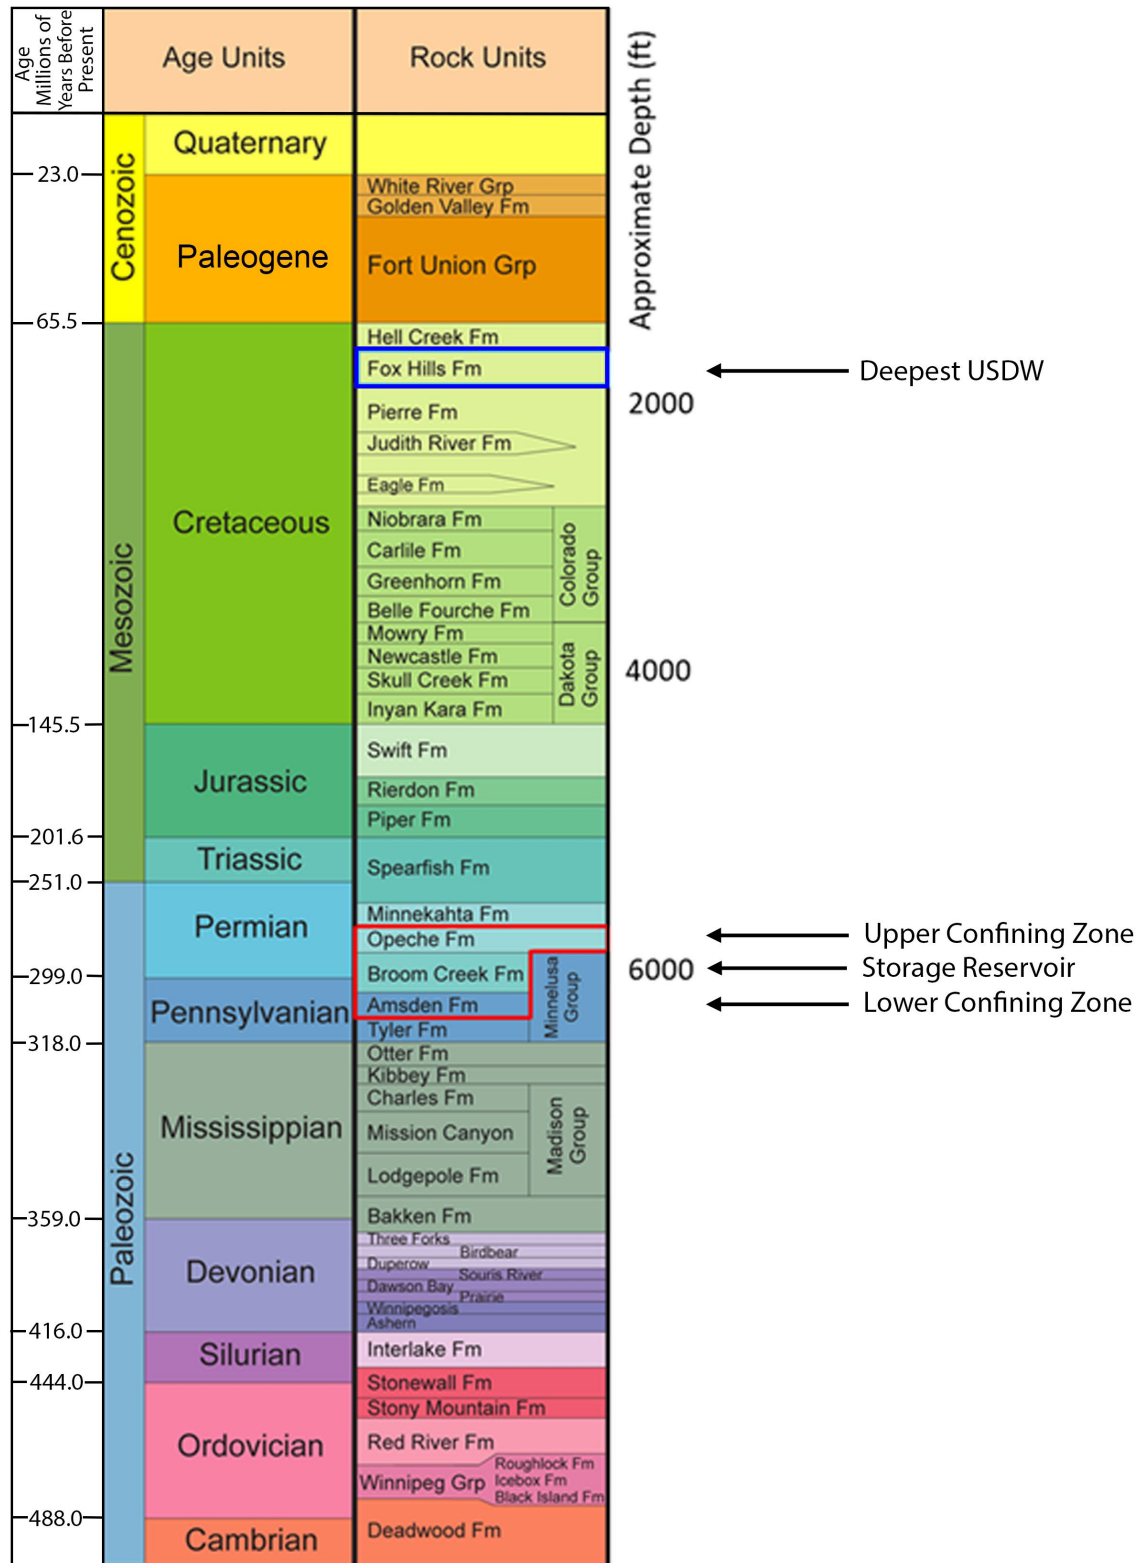 Age
Millions of
Years Before
Present
Age Units
Rock Units
Approximate Depth (ft)
Cenozoic
Quaternary
23.0
White River Grp
Golden Valley Fm
Paleogene
Fort Union Grp
65.5
Mesozoic
Hell Creek Fm
Fox Hills Fm
Deepest USDW
2000
Pierre Fm
Judith River Fm
Eagle Fm
Cretaceous
Niobrara Fm
Carlile Fm
Greenhorn Fm
Belle Fourche Fm
Colorado
Group
Mowry Fm
Newcastle Fm
Skull Creek Fm
Inyan Kara Fm
Dakota
Group
4000
145.5
Swift Fm
Jurassic
Rierdon Fm
Piper Fm
201.6
Triassic
Spearfish Fm
251.0
Paleozoic
Permian
Minnekahta Fm
Opeche Fm
Upper Confining Zone
Broom Creek Fm
6000
Storage Reservoir
299.0
Minnelusa
Group
Pennsylvanian
Amsden Fm
Lower Confining Zone
Tyler Fm
318.0
Otter Fm
Kibbey Fm
Charles Fm
Mississippian
Mission Canyon
Lodgepole Fm
Madison
Group
Bakken Fm
359.0
Three Forks
Birdbear
Duperow
Devonian
Souris River
Dawson Bay
Prairie
Winnipegosis
Ashern
416.0
Silurian
Interlake Fm
444.0
Stonewall Fm
Stony Mountain Fm
Ordovician
Red River Fm
Winnipeg Grp
Roughlock Fm
Icebox Fm
Black Island Fm
488.0
Cambrian
Deadwood Fm